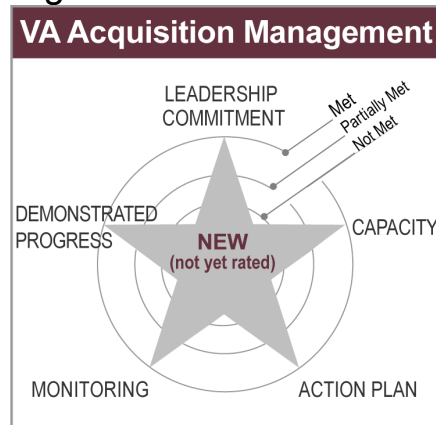 VA Acquisition Management
LEADERSHIP
COMMITMENT
Met
Partially Met
Not Met
DEMONSTRATED
PROGRESS
NEW
(not yet rated)
CAPACITY
MONITORING
ACTION PLAN